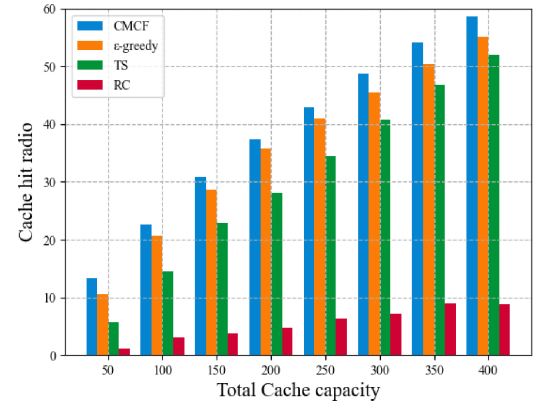 60
50
40
30
20
10
0
Cache hit radio
CMCF
ε-greedy
TS
RC
50 100 150 200 250 300 350 400
Total Cache capacity